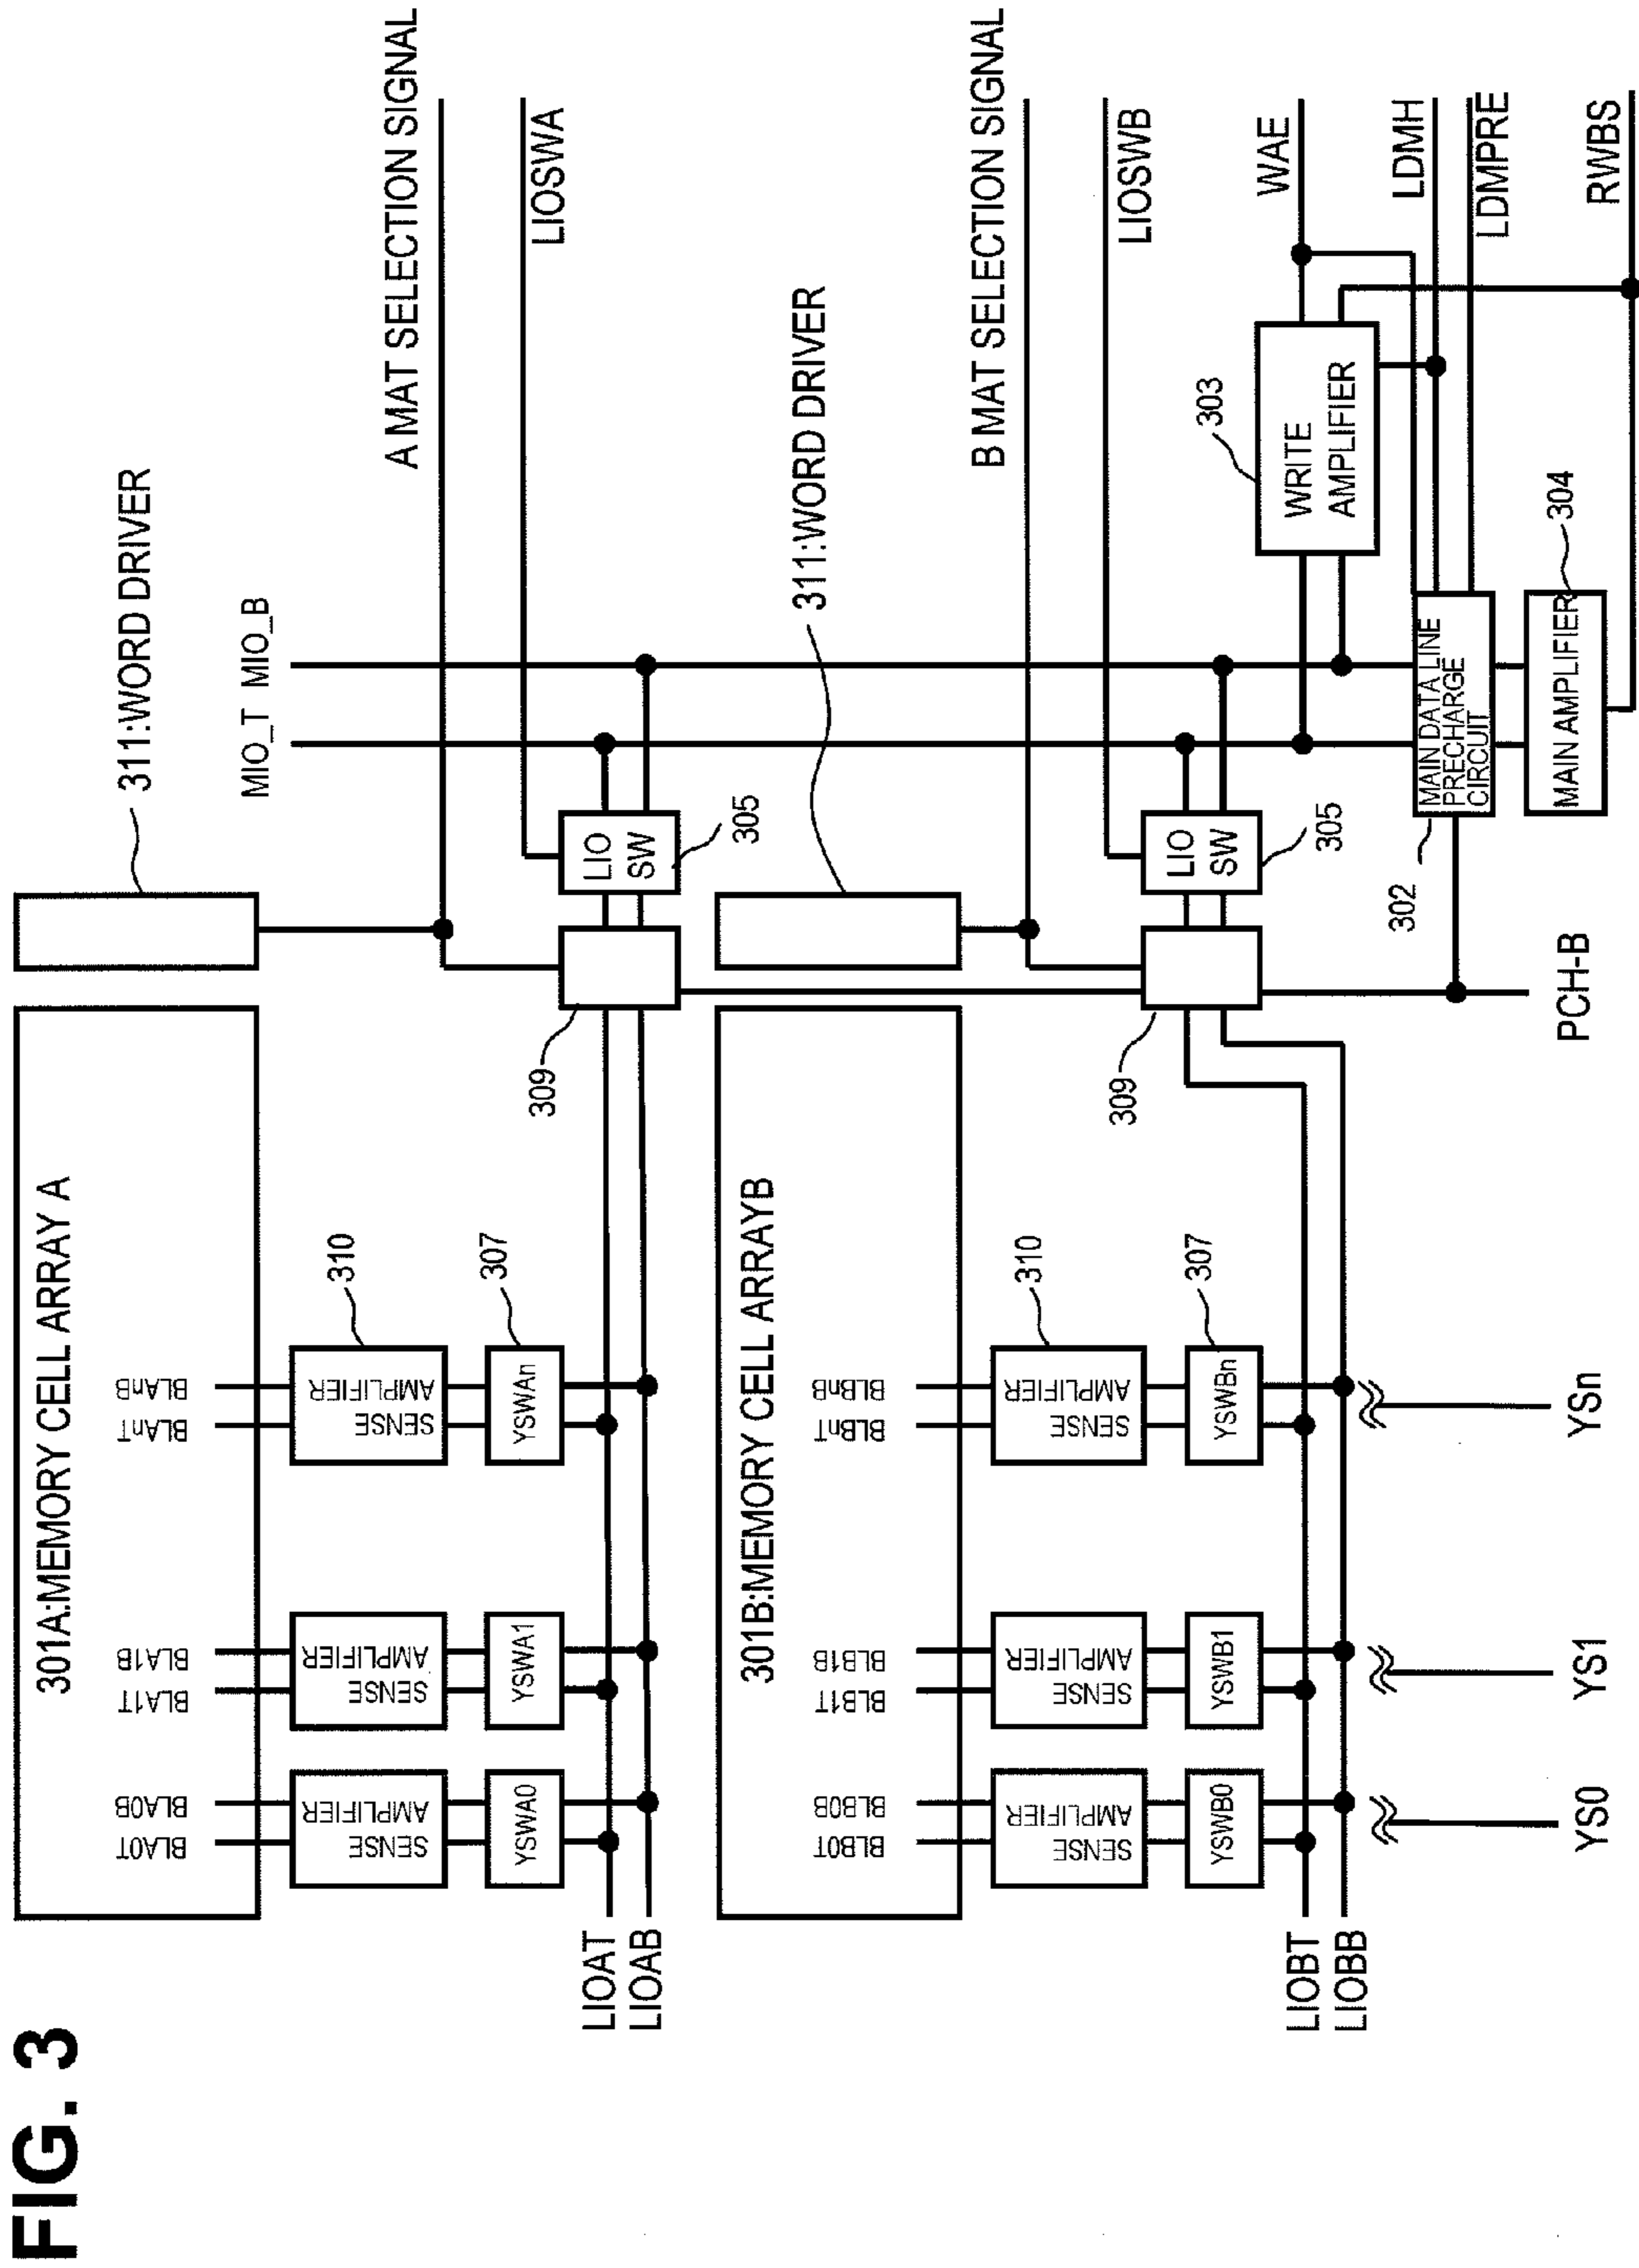 FIG. 3
301A:MEMORY CELL ARRAY A
311:WORD DRIVER
BLA0T
BLA0B
BLA1T
BLA1B
BLAnT
BLAnB
SENSE
AMPLIFIER
SENSE
AMPLIFIER
SENSE
AMPLIFIER
310
YSWA0
YSWA1
YSWAn
307
LIOAT
LIOAB
309
LIO
SW
305
MIO_T
MIO_B
A MAT SELECTION SIGNAL
LIOSWA
301B:MEMORY CELL ARRAYB
311:WORD DRIVER
BLB0T
BLB0B
BLB1T
BLB1B
BLBnT
BLBnB
SENSE
AMPLIFIER
SENSE
AMPLIFIER
SENSE
AMPLIFIER
310
YSWB0
YSWB1
YSWBn
307
LIOBT
LIOBB
309
LIO
SW
305
B MAT SELECTION SIGNAL
LIOSWB
303
WRITE
AMPLIFIER
WAE
LDMH
LDMPRE
RWBS
302
MAIN DATA LINE
PRECHARGE
CIRCUIT
MAIN AMPLIFIER
304
YS0
YS1
YSn
PCH-B